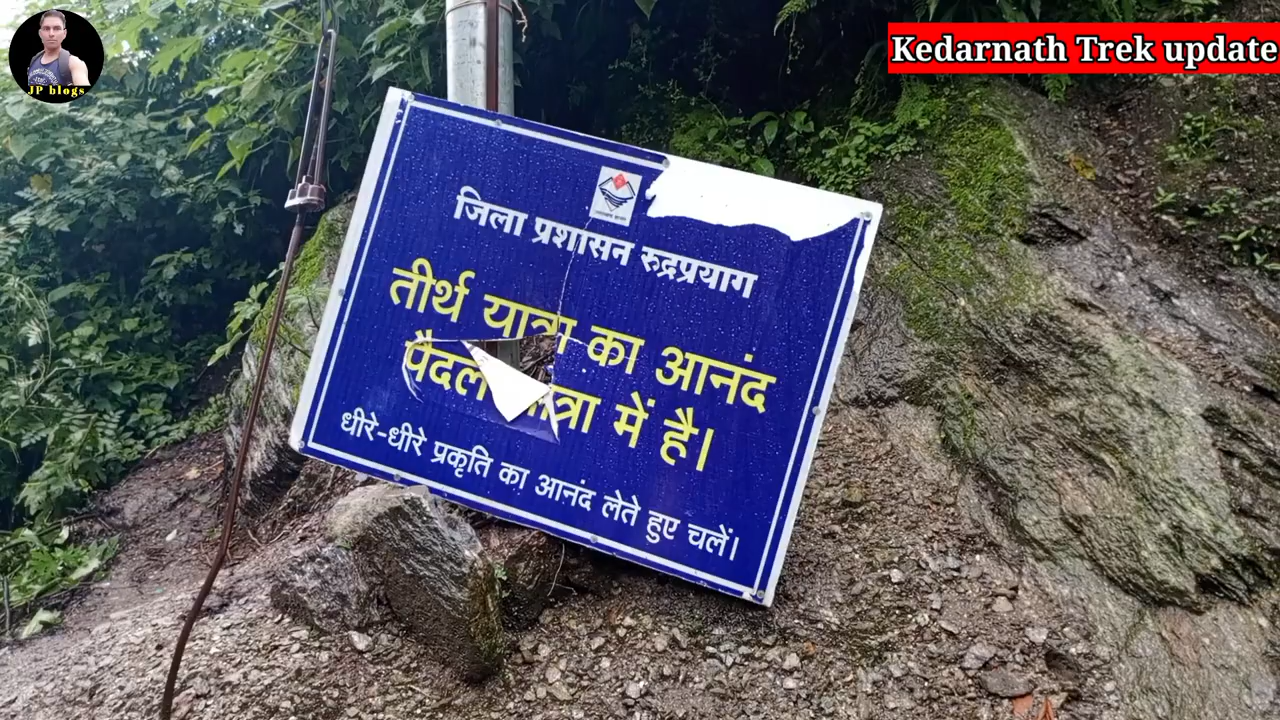 Kedarnath Trek update
JP blogs
जिला प्रशासन रुद्रप्रयाग
तीर्थ यात्रा का आनंद
पैदल यात्रा में है।
धीरे-धीरे प्रकृति का आनंद लेते हुए चलें।